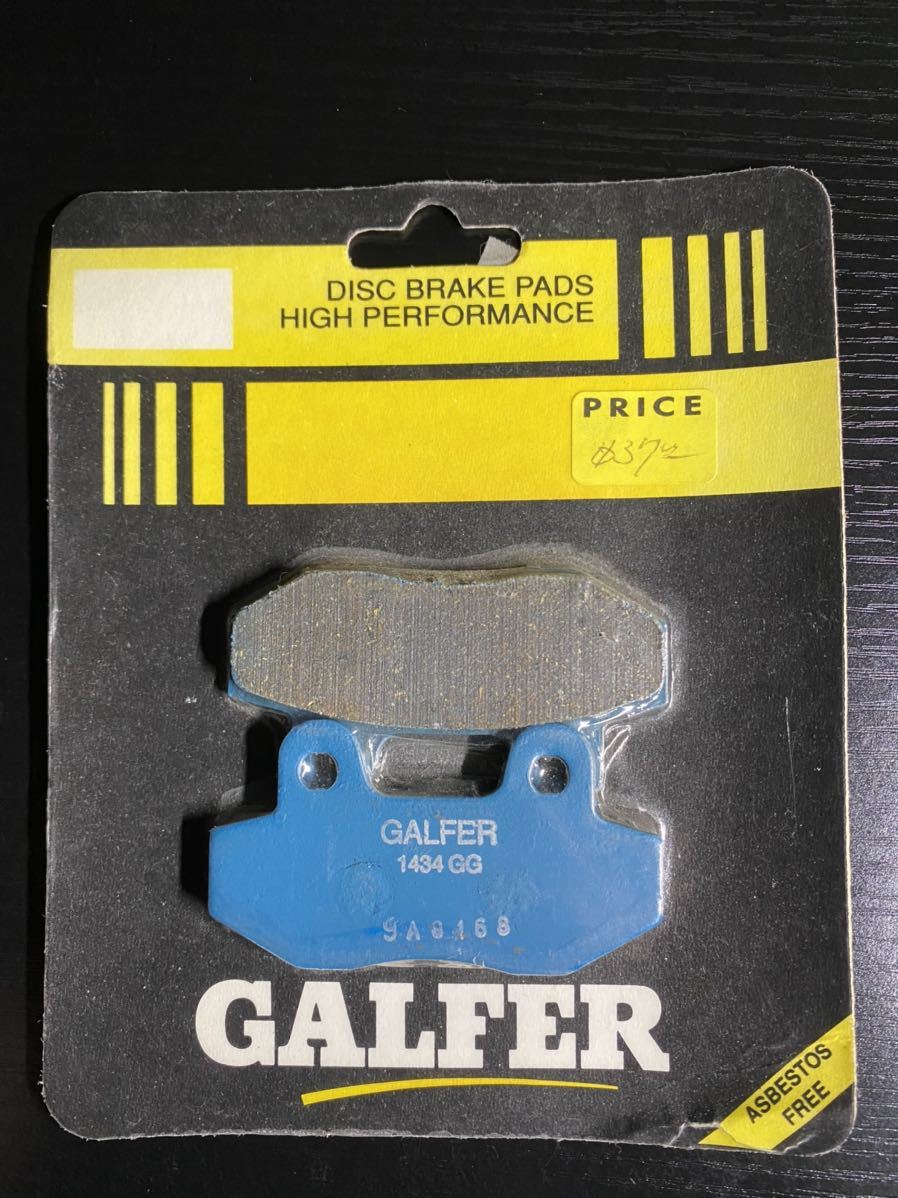 DISC BRAKE PADS
HIGH PERFORMANCE
PRICE
GALFER
1434 GG
GALFER
ASBESTOS
FREE